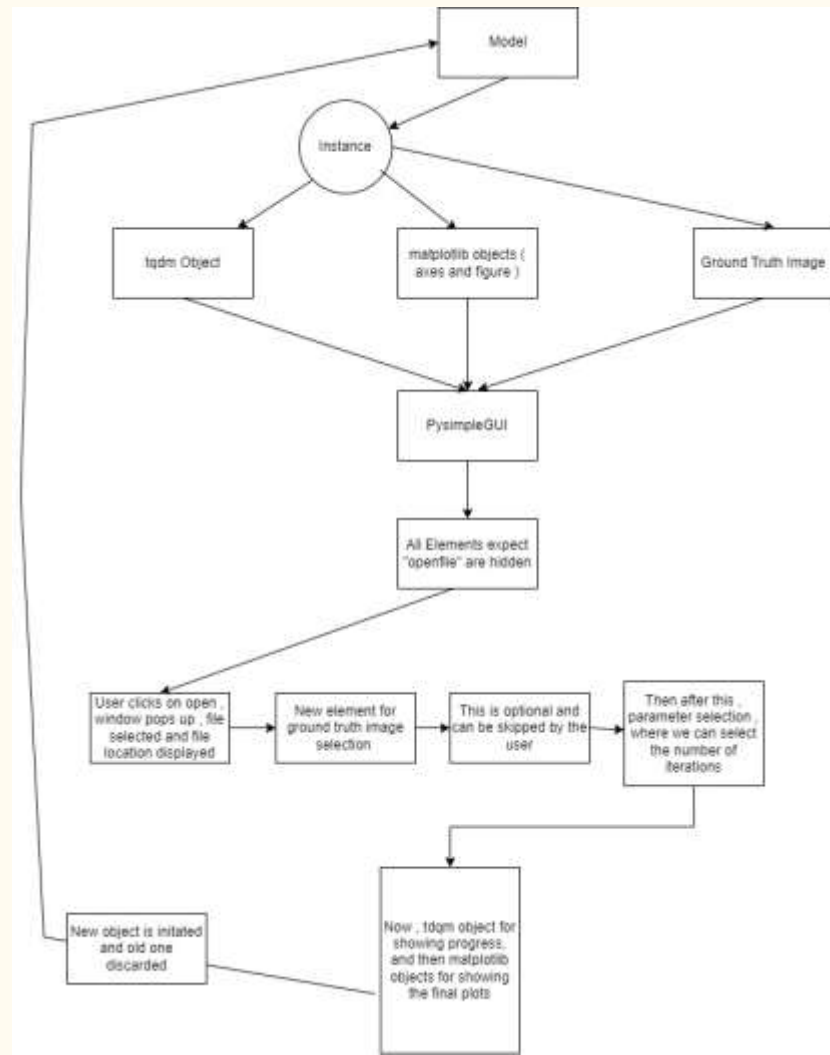 Model
Instance
tqdm Object
matplotlib objects (
axes and figure )
Ground Truth Image
PysimpleGUI
All Elements expect
"openfile" are hidden
User clicks on open ,
window pops up , file
selected and file
location displayed
New element for
ground truth image
selection
This is optional and
can be skipped by the
user
Then after this ,
parameter selection ,
where we can select
the number of
iterations
New object is initated
and old one
discarded
Now , tdqm object for
showing progress,
and then matplotlib
objects for showing
the final plots